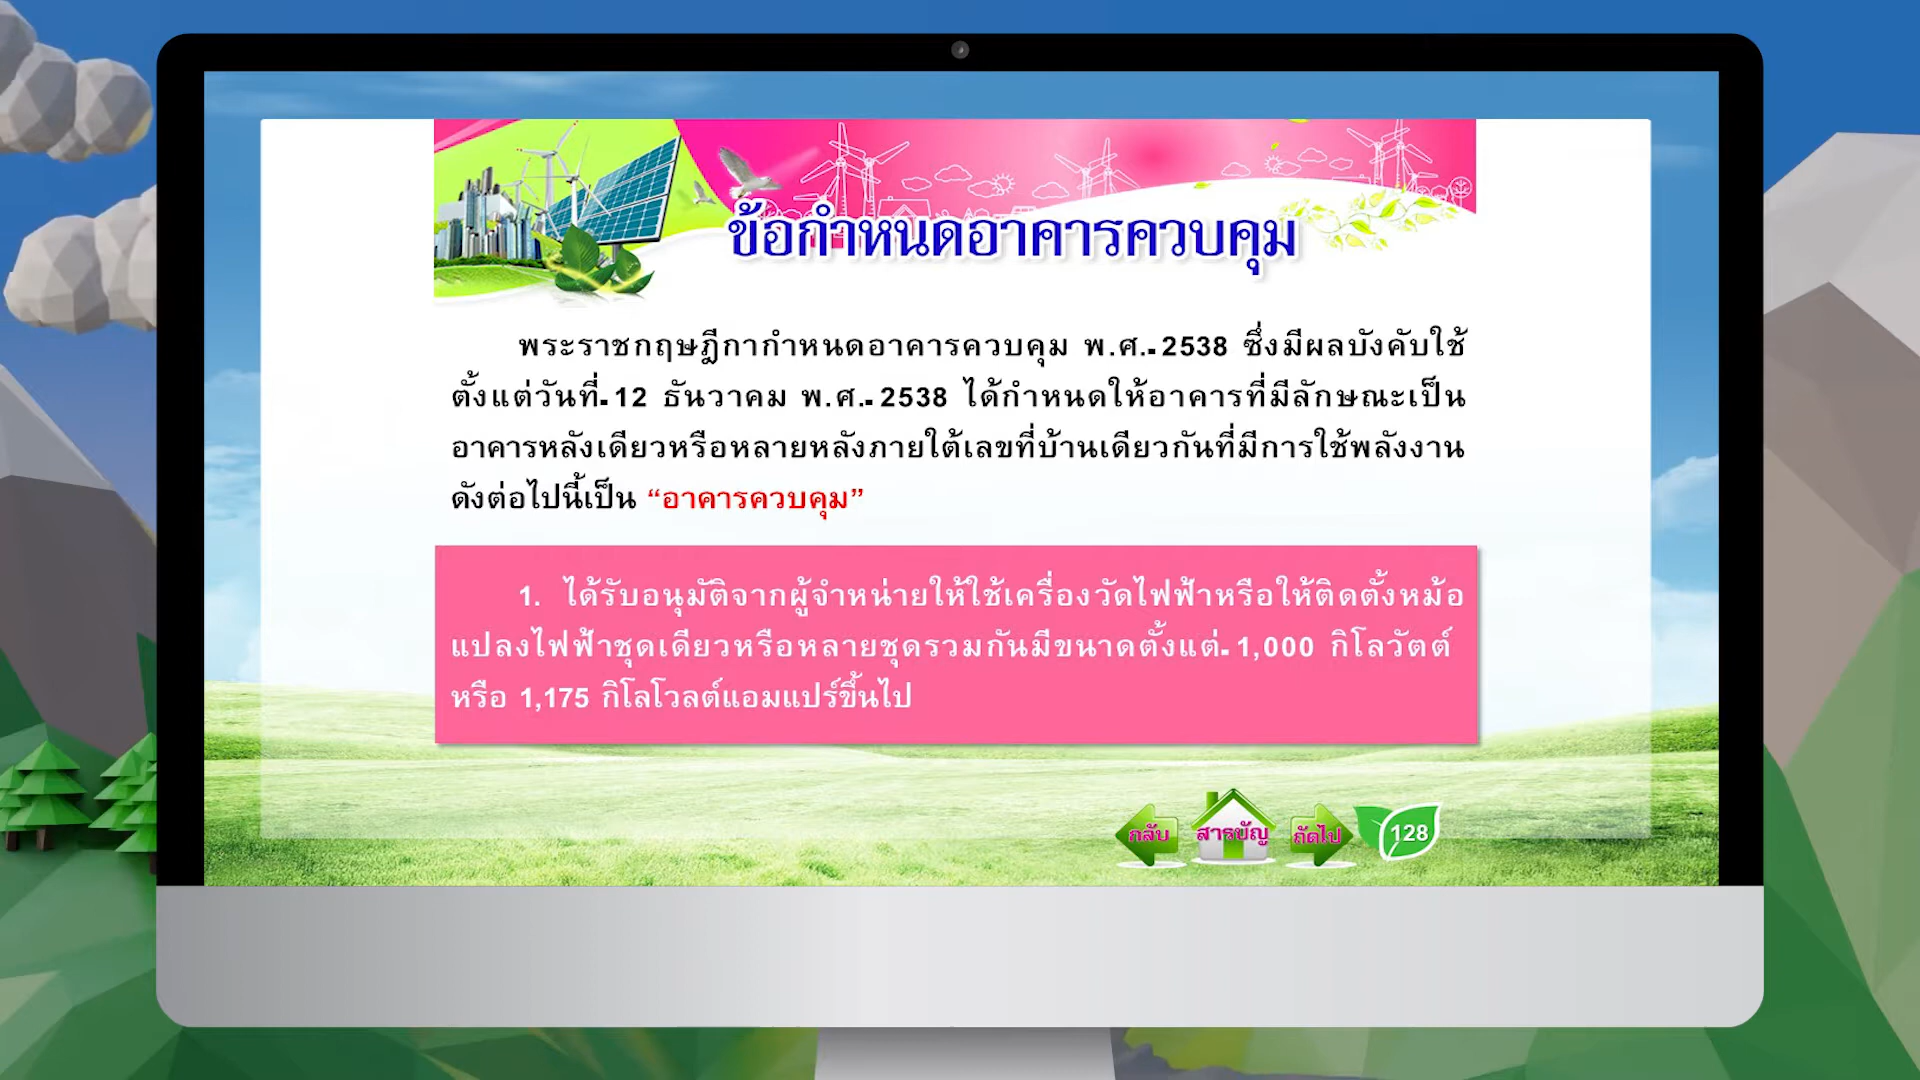 ข้อกำหนดอาคารควบคุม
พระราชกฤษฎีกากำหนดอาคารควบคุม พ.ศ. 2538 ซึ่งมีผลบังคับใช้
ตั้งแต่วันที่ 12 ธันวาคม พ.ศ. 2538 ได้กำหนดให้อาคารที่มีลักษณะเป็น
อาคารหลังเดียวหรือหลายหลังภายใต้เลขที่บ้านเดียวกันที่มีการใช้พลังงาน
ดังต่อไปนี้เป็น “อาคารควบคุม”
1. ได้รับอนุมัติจากผู้จำหน่ายให้ใช้เครื่องวัดไฟฟ้าหรือให้ติดตั้งหม้อ
แปลงไฟฟ้าชุดเดียวหรือหลายชุดรวมกันมีขนาดตั้งแต่ 1,000 กิโลวัตต์
หรือ 1,175 กิโลโวลต์แอมแปร์ขึ้นไป
กลับ สารบัญ ถัดไป 128